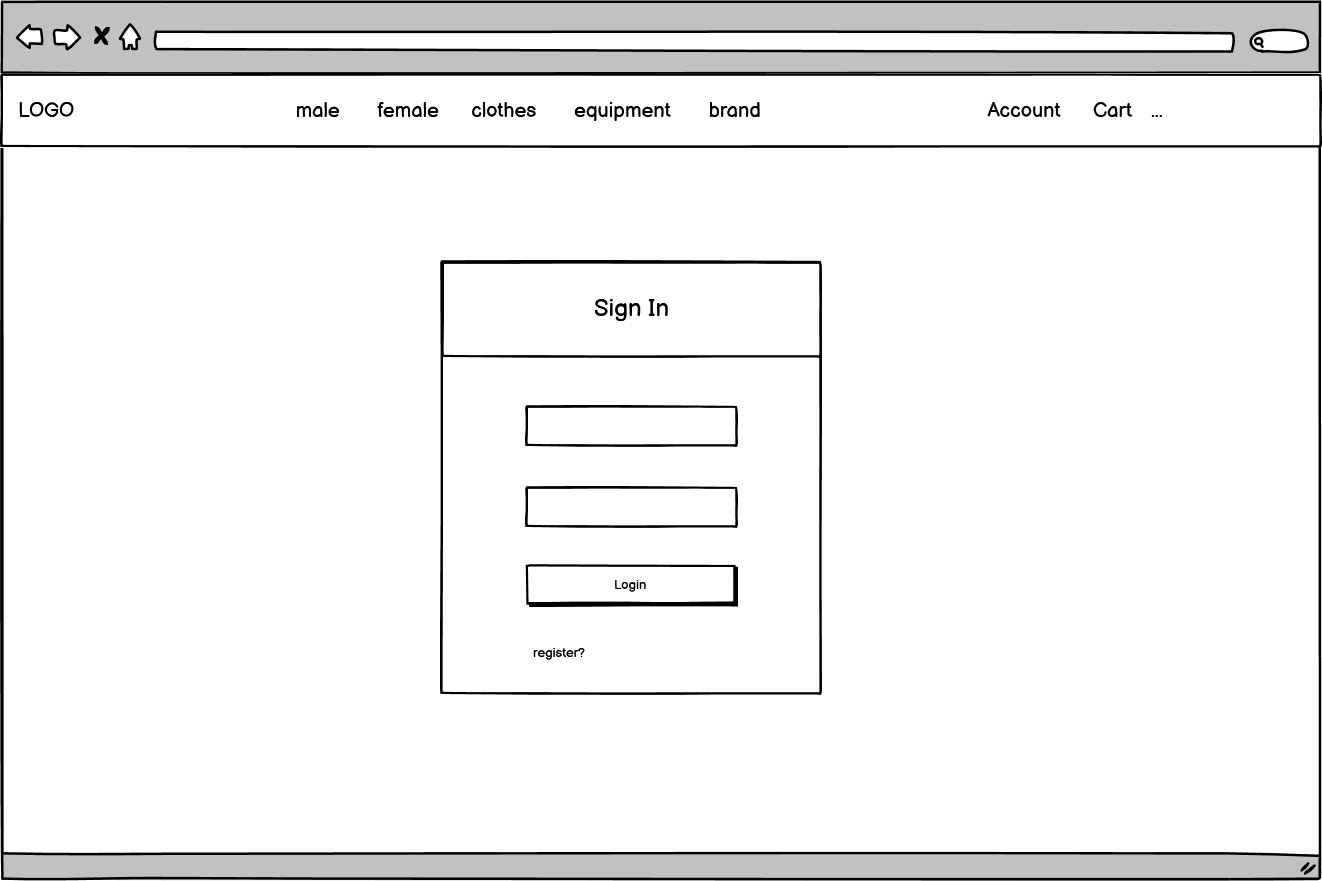 LOGO male female clothes equipment brand Account Cart ...
Sign In
Login
register?